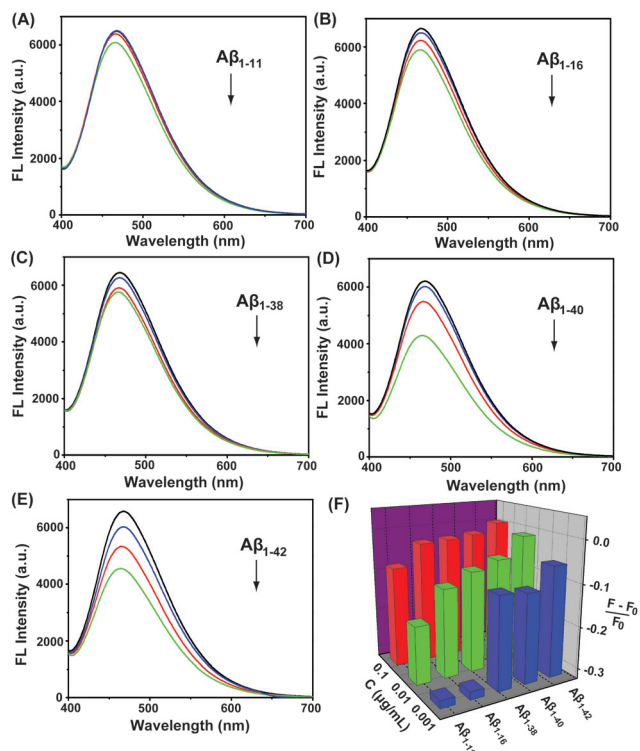 (A)
Aβ1-11
FL Intensity (a.u.)
6000
4000
2000
0
400 500 600 700
Wavelength (nm)
(B)
Aβ1-16
FL Intensity (a.u.)
6000
4000
2000
0
400 500 600 700
Wavelength (nm)
(C)
Aβ1-38
FL Intensity (a.u.)
6000
4000
2000
0
400 500 600 700
Wavelength (nm)
(D)
Aβ1-40
FL Intensity (a.u.)
6000
4000
2000
0
400 500 600 700
Wavelength (nm)
(E)
Aβ1-42
FL Intensity (a.u.)
6000
4000
2000
0
400 500 600 700
Wavelength (nm)
(F)
0.0
-0.1
-0.2
-0.3
F - F0
F0
0.1 0.01 0.001
C (μg/mL)
Aβ1-16
Aβ1-38
Aβ1-40
Aβ1-42